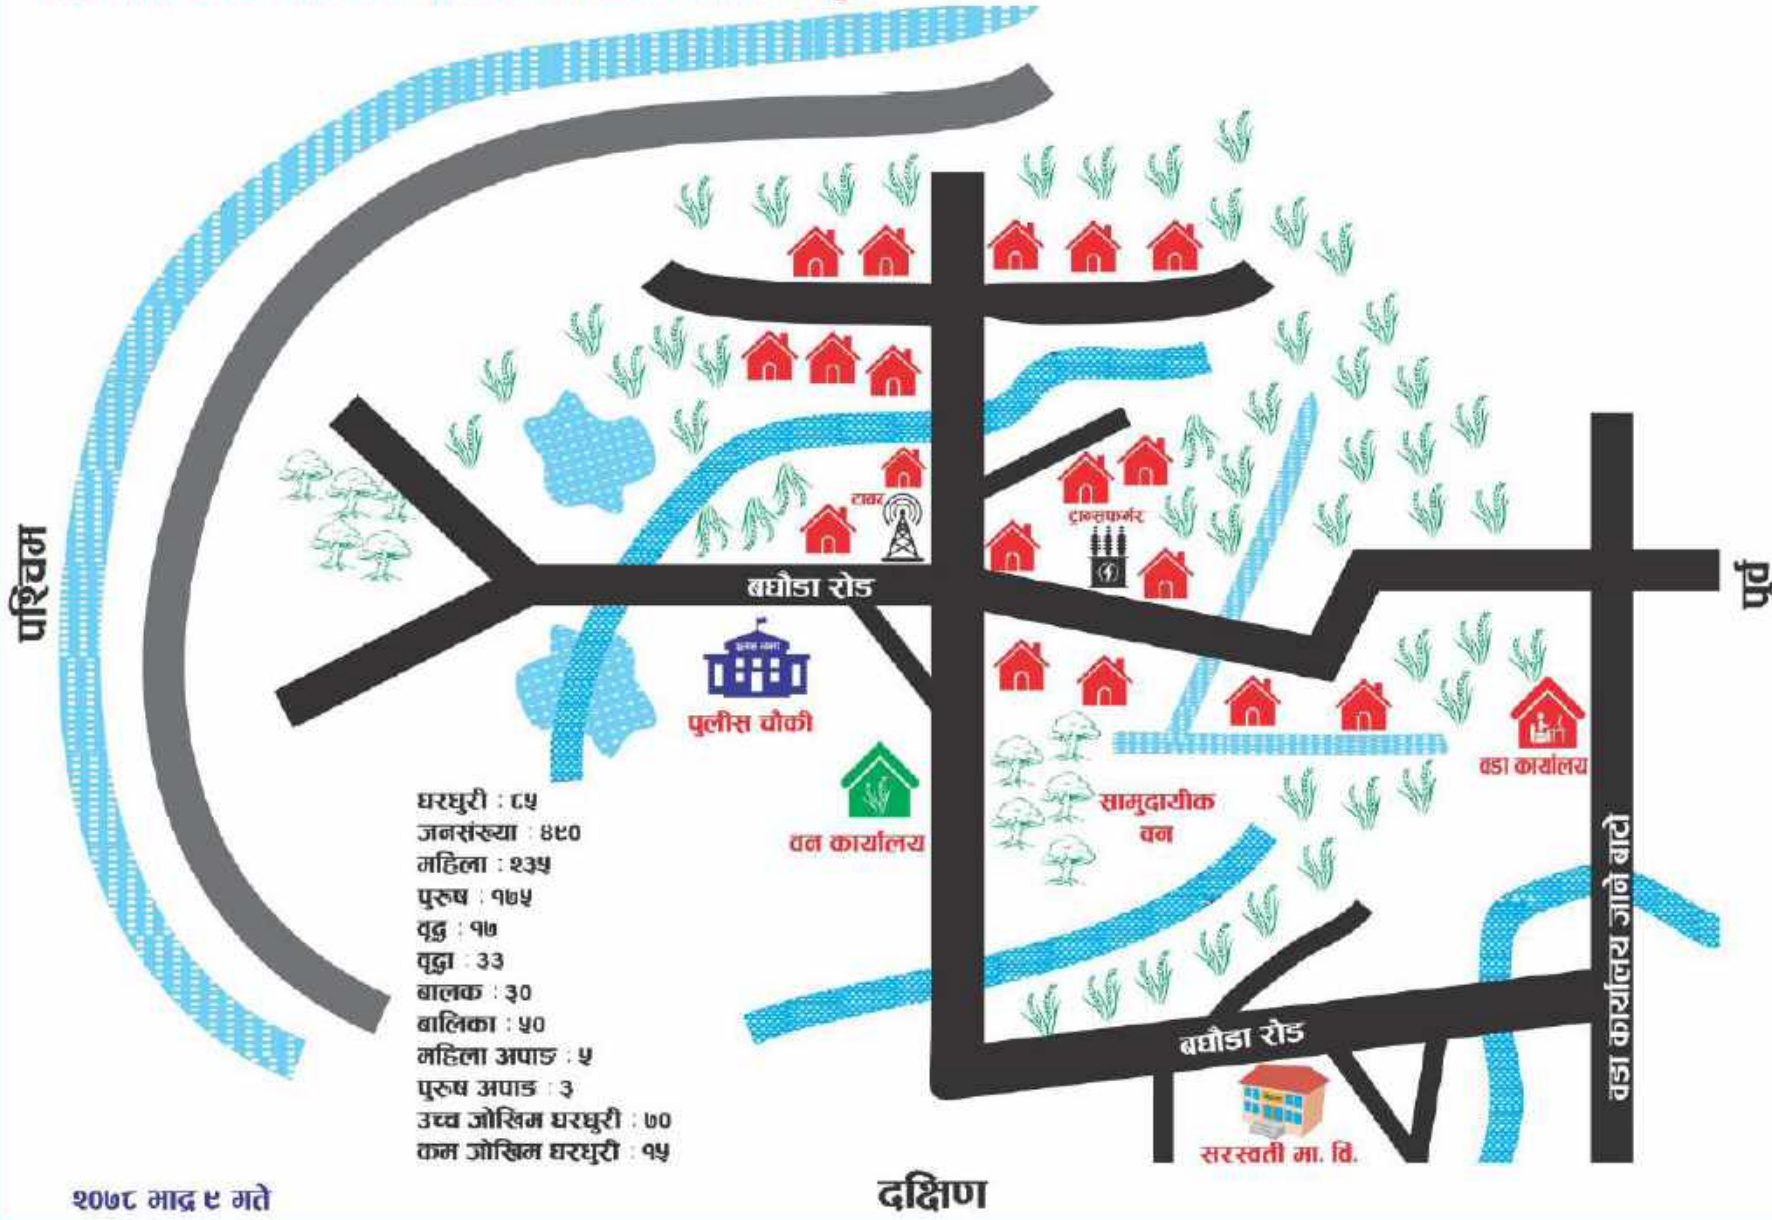 टावर
ट्रान्सफर्मर
पश्चिम
पूर्व
बघौडा रोड
पुलीस चौकी
वडा कार्यालय
सामुदायीक
वन
वन कार्यालय
घरधुरी : ८५
जनसंख्या : ४९०
महिला : २३५
पुरुष : १७५
वृद्ध : १७
वृद्धा : ३३
बालक : ३०
बालिका : ५०
महिला अपाङ : ५
पुरुष अपाङ : ३
उच्च जोखिम घरधुरी : ७०
कम जोखिम घरधुरी : १५
वडा कार्यालय जाने बाटो
बघौडा रोड
सरस्वती मा. वि.
२०७८ भाद्र ९ गते
दक्षिण